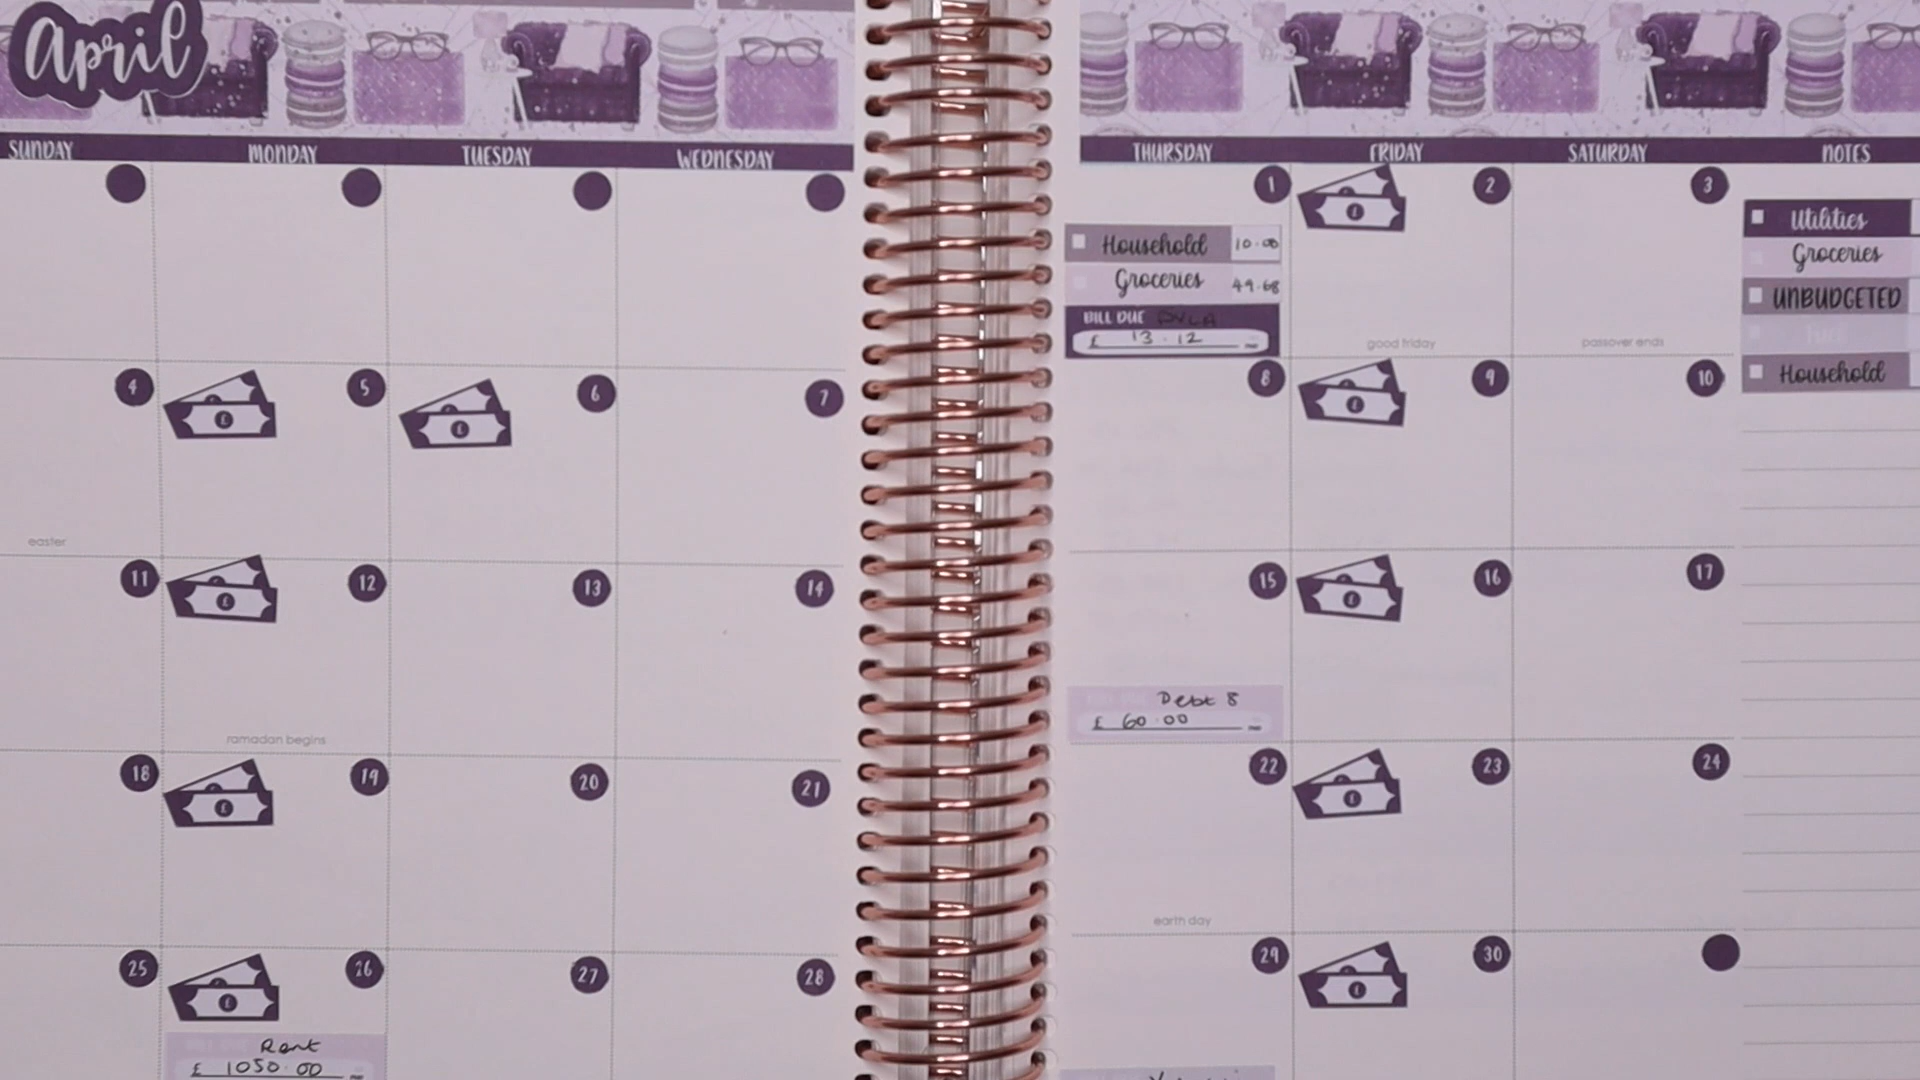 April
SUNDAY MONDAY TUESDAY WEDNESDAY THURSDAY FRIDAY SATURDAY NOTES
1 2 3
Household 10.00
Groceries 49.68
BILL DUE DVLA
£ 13.12
good friday
passover ends
Utilities
Groceries
UNBUDGETED
Household
4 5 6 7 8 9 10
easter
11 12 13 14 15 16 17
ramadan begins
Debt 8
£ 60.00
18 19 20 21 22 23 24
earth day
25 26 27 28 29 30
Rent
£ 1050.00